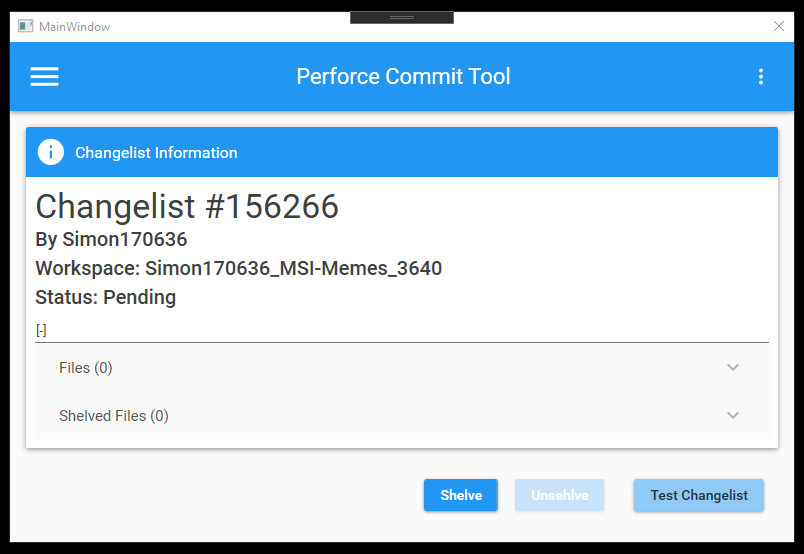 MainWindow
Perforce Commit Tool
Changelist Information
Changelist #156266
By Simon170636
Workspace: Simon170636_MSI-Memes_3640
Status: Pending
[-]
Files (0)
Shelved Files (0)
Shelve Unsehlve Test Changelist